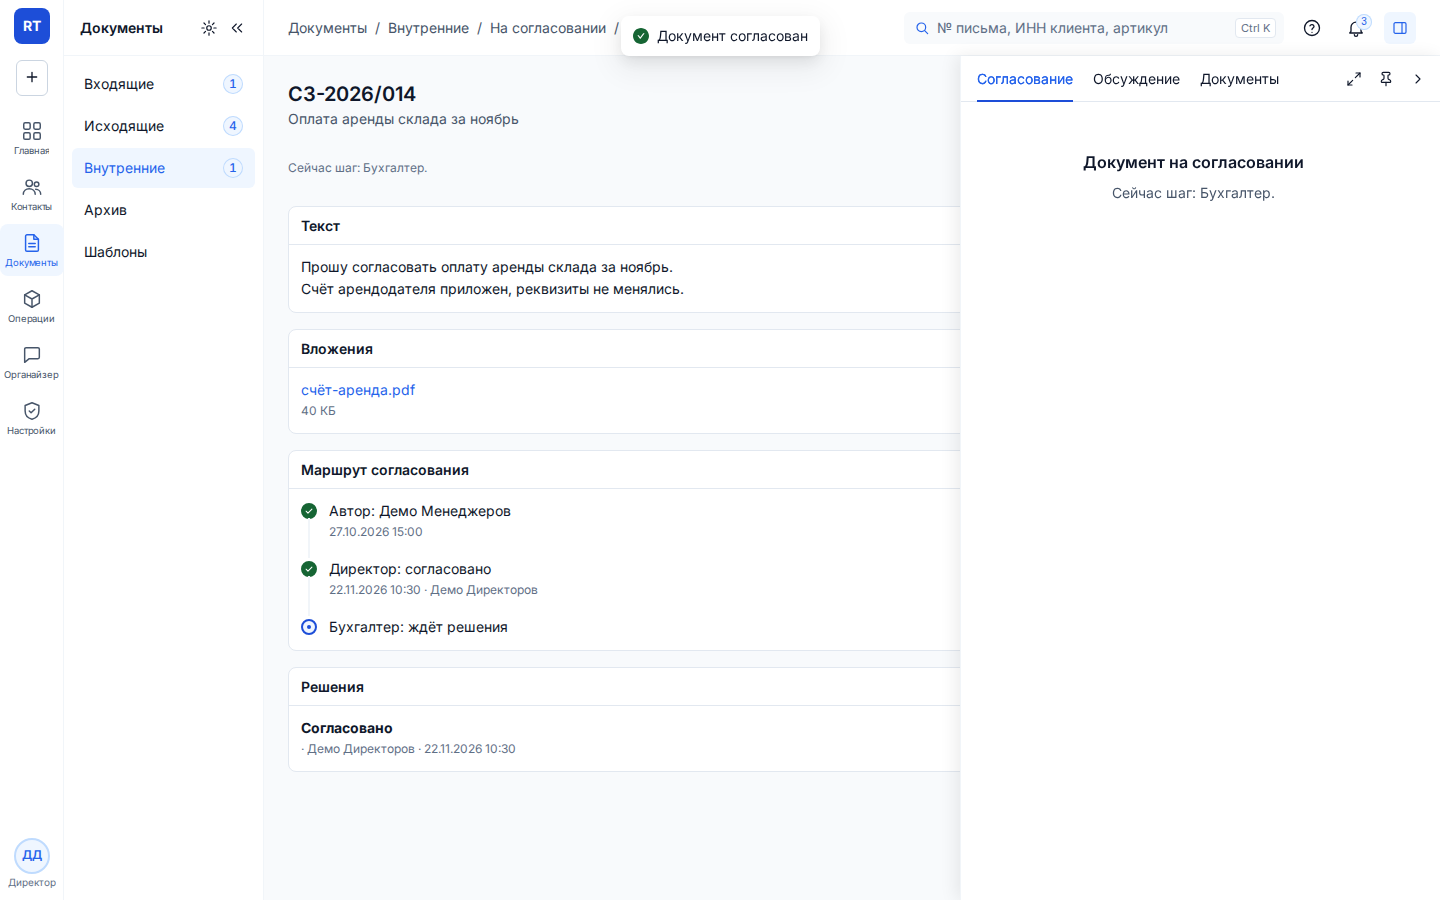 RT
Главная
Контакты
Документы
Операции
Органайзер
Настройки
ДД
Директор
Документы
Входящие 1
Исходящие 4
Внутренние 1
Архив
Шаблоны
Документы / Внутренние / На согласовании /
Документ согласован
№ письма, ИНН клиента, артикул Ctrl K
3
СЗ-2026/014
Оплата аренды склада за ноябрь
Сейчас шаг: Бухгалтер.
Текст
Прошу согласовать оплату аренды склада за ноябрь.
Счёт арендодателя приложен, реквизиты не менялись.
Вложения
счёт-аренда.pdf
40 КБ
Маршрут согласования
Автор: Демо Менеджеров
27.10.2026 15:00
Директор: согласовано
22.11.2026 10:30 · Демо Директоров
Бухгалтер: ждёт решения
Решения
Согласовано
· Демо Директоров · 22.11.2026 10:30
Согласование Обсуждение Документы
Документ на согласовании
Сейчас шаг: Бухгалтер.